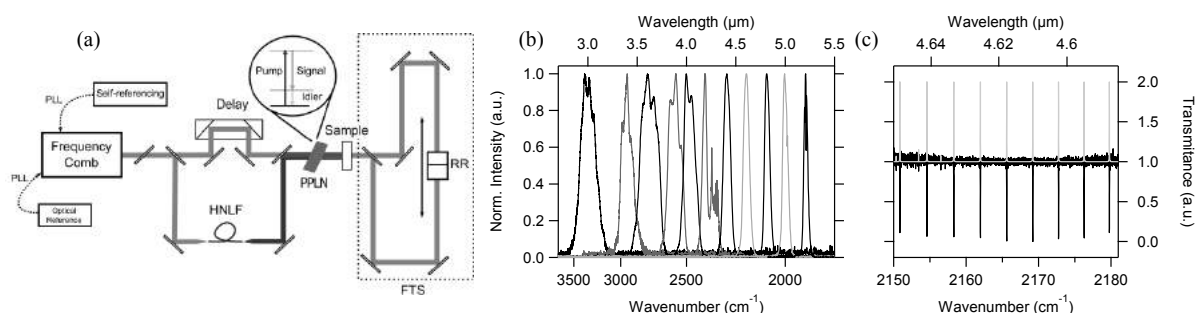 (a)
PLL
Self-referencing
Delay
Pump
Signal
Idler
Sample
Frequency
Comb
PLL
Optical
Reference
HNLF
PPLN
RR
FTS
(b)
Wavelength (µm)
3.0 3.5 4.0 4.5 5.0 5.5
Norm. Intensity (a.u.)
1.0
0.8
0.6
0.4
0.2
0.0
3500 3000 2500 2000
Wavenumber (cm⁻¹)
(c)
Wavelength (µm)
4.64 4.62 4.6
2.0
1.5
1.0
0.5
0.0
Transmitance (a.u.)
2150 2160 2170 2180
Wavenumber (cm⁻¹)